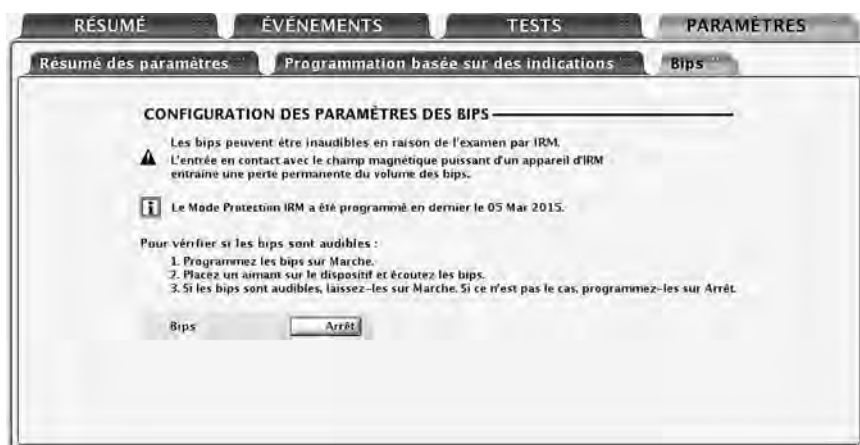 RÉSUMÉ ÉVÉNEMENTS TESTS PARAMÈTRES
Résumé des paramètres Programmation basée sur des indications Bips
CONFIGURATION DES PARAMÈTRES DES BIPS
Les bips peuvent être inaudibles en raison de l'examen par IRM.
L'entrée en contact avec le champ magnétique puissant d'un appareil d'IRM
entraine une perte permanente du volume des bips.
Le Mode Protection IRM a été programmé en dernier le 05 Mar 2015.
Pour vérifier si les bips sont audibles :
1. Programmez les bips sur Marche.
2. Placez un aimant sur le dispositif et écoutez les bips.
3. Si les bips sont audibles, laissez-les sur Marche. Si ce n'est pas le cas, programmez-les sur Arrêt.
Bips Arrêt